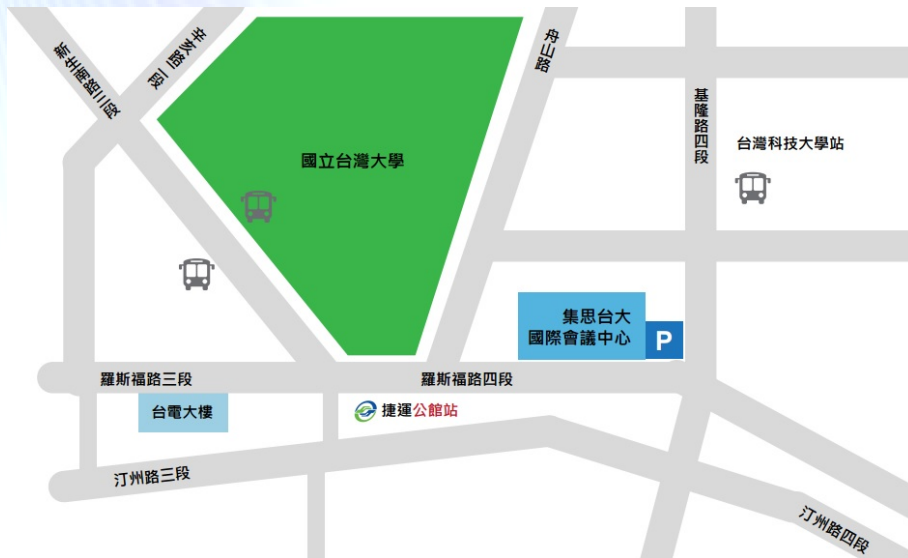 新生南路三段
辛亥路二段
舟山路
國立台灣大學
基隆路四段
台灣科技大學站
集思台大
國際會議中心
P
羅斯福路三段
羅斯福路四段
台電大樓
捷運公館站
汀州路三段
汀州路四段